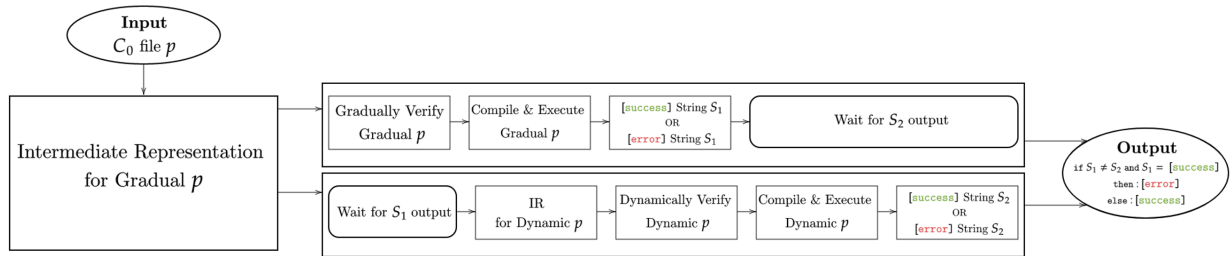 Input
C₀ file p
Intermediate Representation
for Gradual p
Gradually Verify
Gradual p
Compile & Execute
Gradual p
[success] String S₁
OR
[error] String S₁
Wait for S₂ output
Wait for S₁ output
IR
for Dynamic p
Dynamically Verify
Dynamic p
Compile & Execute
Dynamic p
[success] String S₂
OR
[error] String S₂
Output
if S₁ ≠ S₂ and S₁ = [success]
then:[error]
else:[success]